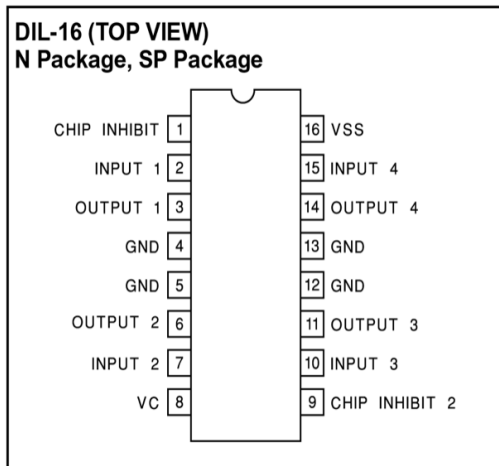 DIL-16 (TOP VIEW)
N Package, SP Package
CHIP INHIBIT 1 16 VSS
INPUT 1 2 15 INPUT 4
OUTPUT 1 3 14 OUTPUT 4
GND 4 13 GND
GND 5 12 GND
OUTPUT 2 6 11 OUTPUT 3
INPUT 2 7 10 INPUT 3
VC 8 9 CHIP INHIBIT 2